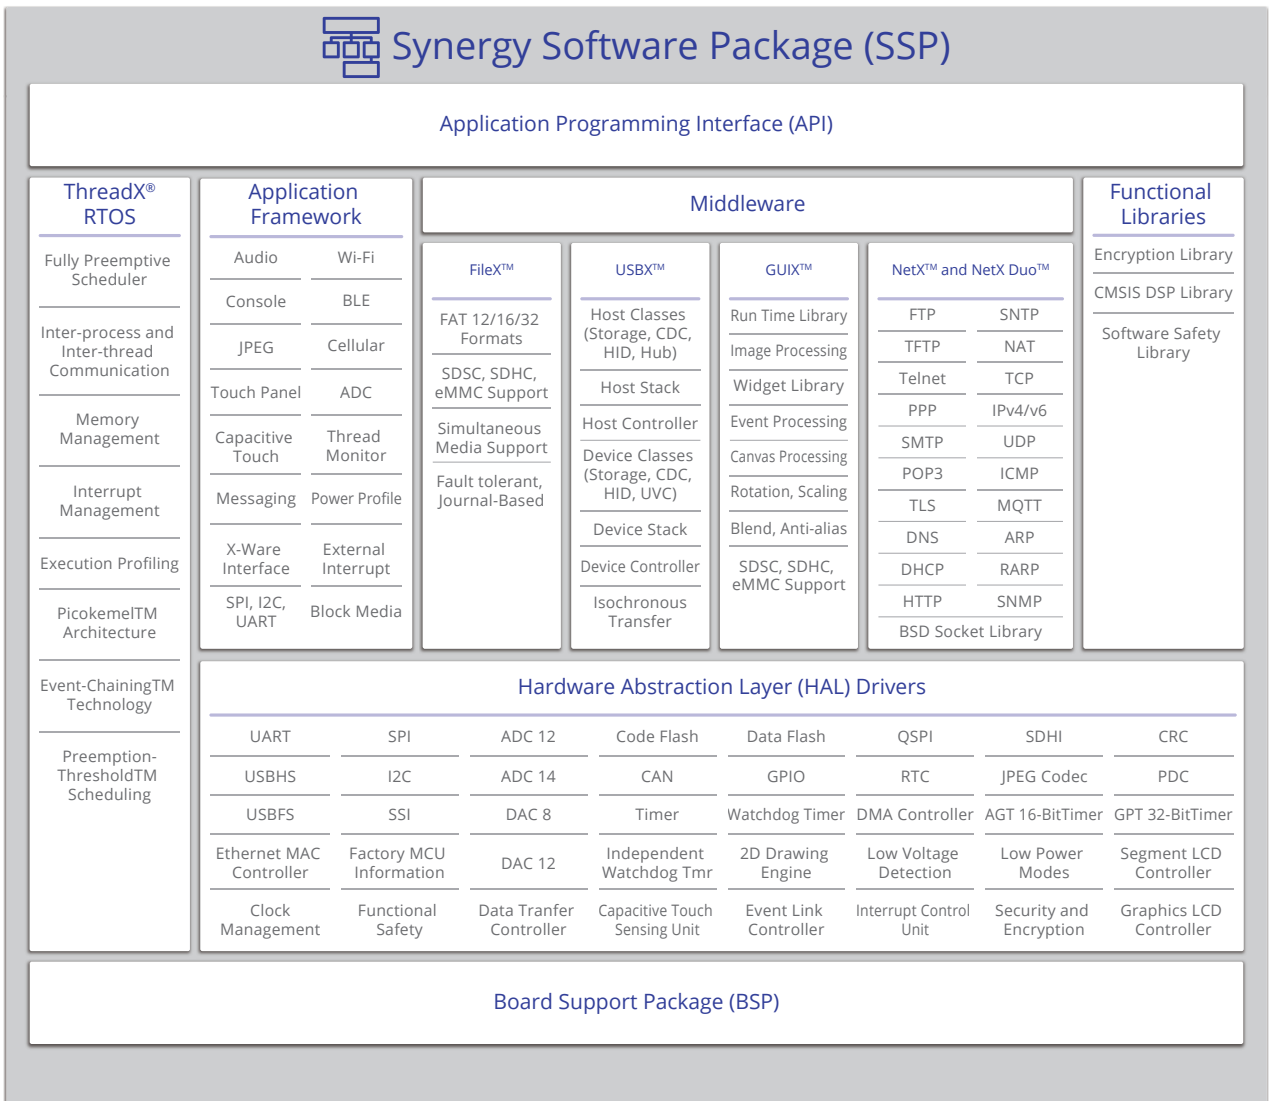 Synergy Software Package (SSP)
Application Programming Interface (API)
ThreadX®
RTOS
Fully Preemptive
Scheduler
Inter-process and
Inter-thread
Communication
Memory
Management
Interrupt
Management
Execution Profiling
PicokemelTM
Architecture
Event-ChainingTM
Technology
Preemption-
ThresholdTM
Scheduling
Application
Framework
Audio
Wi-Fi
Console
BLE
JPEG
Cellular
Touch Panel
ADC
Capacitive
Touch
Thread
Monitor
Messaging
Power Profile
X-Ware
Interface
External
Interrupt
SPI, I2C,
UART
Block Media
Middleware
FileX™
FAT 12/16/32
Formats
SDSC, SDHC,
eMMC Support
Simultaneous
Media Support
Fault tolerant,
Journal-Based
USBX™
Host Classes
(Storage, CDC,
HID, Hub)
Host Stack
Host Controller
Device Classes
(Storage, CDC,
HID, UVC)
Device Stack
Device Controller
Isochronous
Transfer
GUIX™
Run Time Library
Image Processing
Widget Library
Event Processing
Canvas Processing
Rotation, Scaling
Blend, Anti-alias
SDSC, SDHC,
eMMC Support
NetX™ and NetX Duo™
FTP
SNTP
TFTP
NAT
Telnet
TCP
PPP
IPv4/v6
SMTP
UDP
POP3
ICMP
TLS
MQTT
DNS
ARP
DHCP
RARP
HTTP
SNMP
BSD Socket Library
Functional
Libraries
Encryption Library
CMSIS DSP Library
Software Safety
Library
Hardware Abstraction Layer (HAL) Drivers
UART
SPI
ADC 12
Code Flash
Data Flash
QSPI
SDHI
CRC
USBHS
I2C
ADC 14
CAN
GPIO
RTC
JPEG Codec
PDC
USBFS
SSI
DAC 8
Timer
Watchdog Timer
DMA Controller
AGT 16-BitTimer
GPT 32-BitTimer
Ethernet MAC
Controller
Factory MCU
Information
DAC 12
Independent
Watchdog Tmr
2D Drawing
Engine
Low Voltage
Detection
Low Power
Modes
Segment LCD
Controller
Clock
Management
Functional
Safety
Data Tranfer
Controller
Capacitive Touch
Sensing Unit
Event Link
Controller
Interrupt Control
Unit
Security and
Encryption
Graphics LCD
Controller
Board Support Package (BSP)